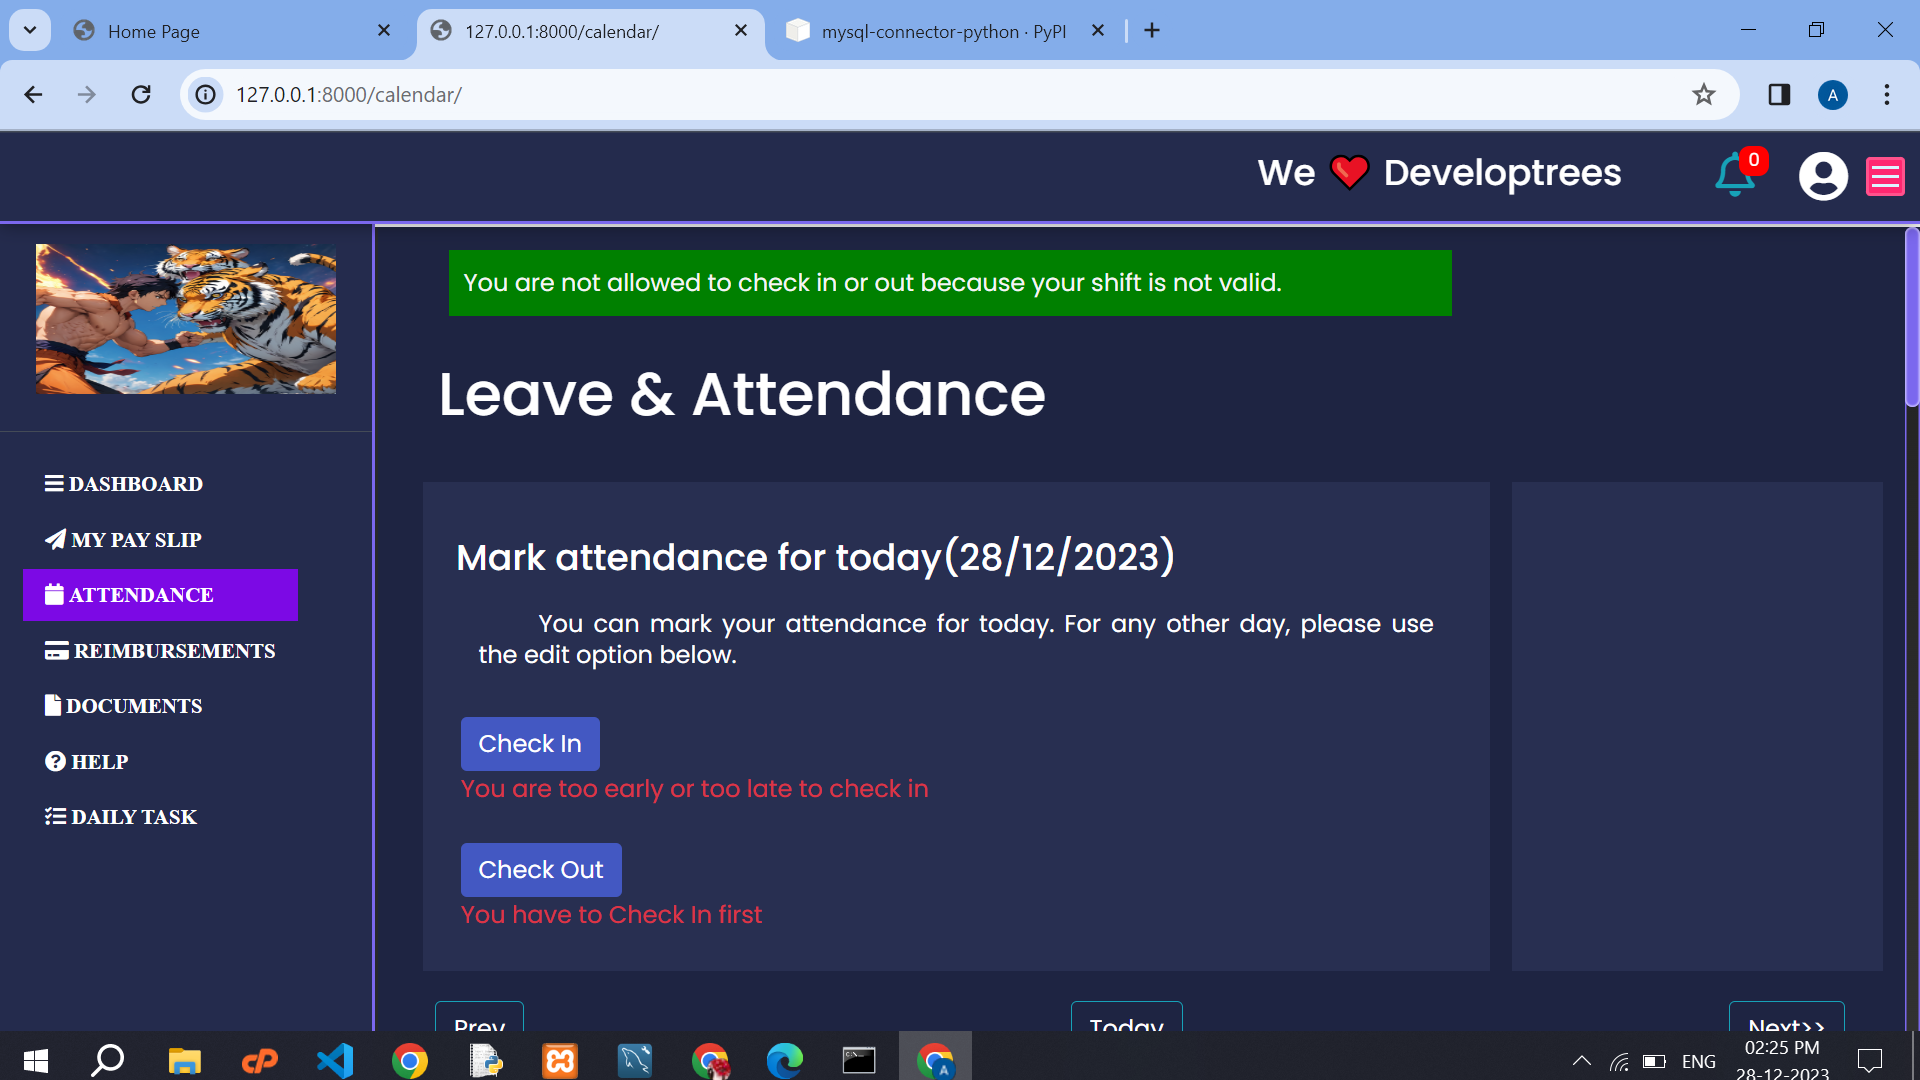 Home Page
127.0.0.1:8000/calendar/
mysql-connector-python · PyPI
127.0.0.1:8000/calendar/
A
We ❤ Developtrees
0
You are not allowed to check in or out because your shift is not valid.
Leave & Attendance
DASHBOARD
MY PAY SLIP
ATTENDANCE
REIMBURSEMENTS
DOCUMENTS
HELP
DAILY TASK
Mark attendance for today(28/12/2023)
You can mark your attendance for today. For any other day, please use
the edit option below.
Check In
You are too early or too late to check in
Check Out
You have to Check In first
Prev
Today
Next>>
ENG
02:25 PM
28-12-2023